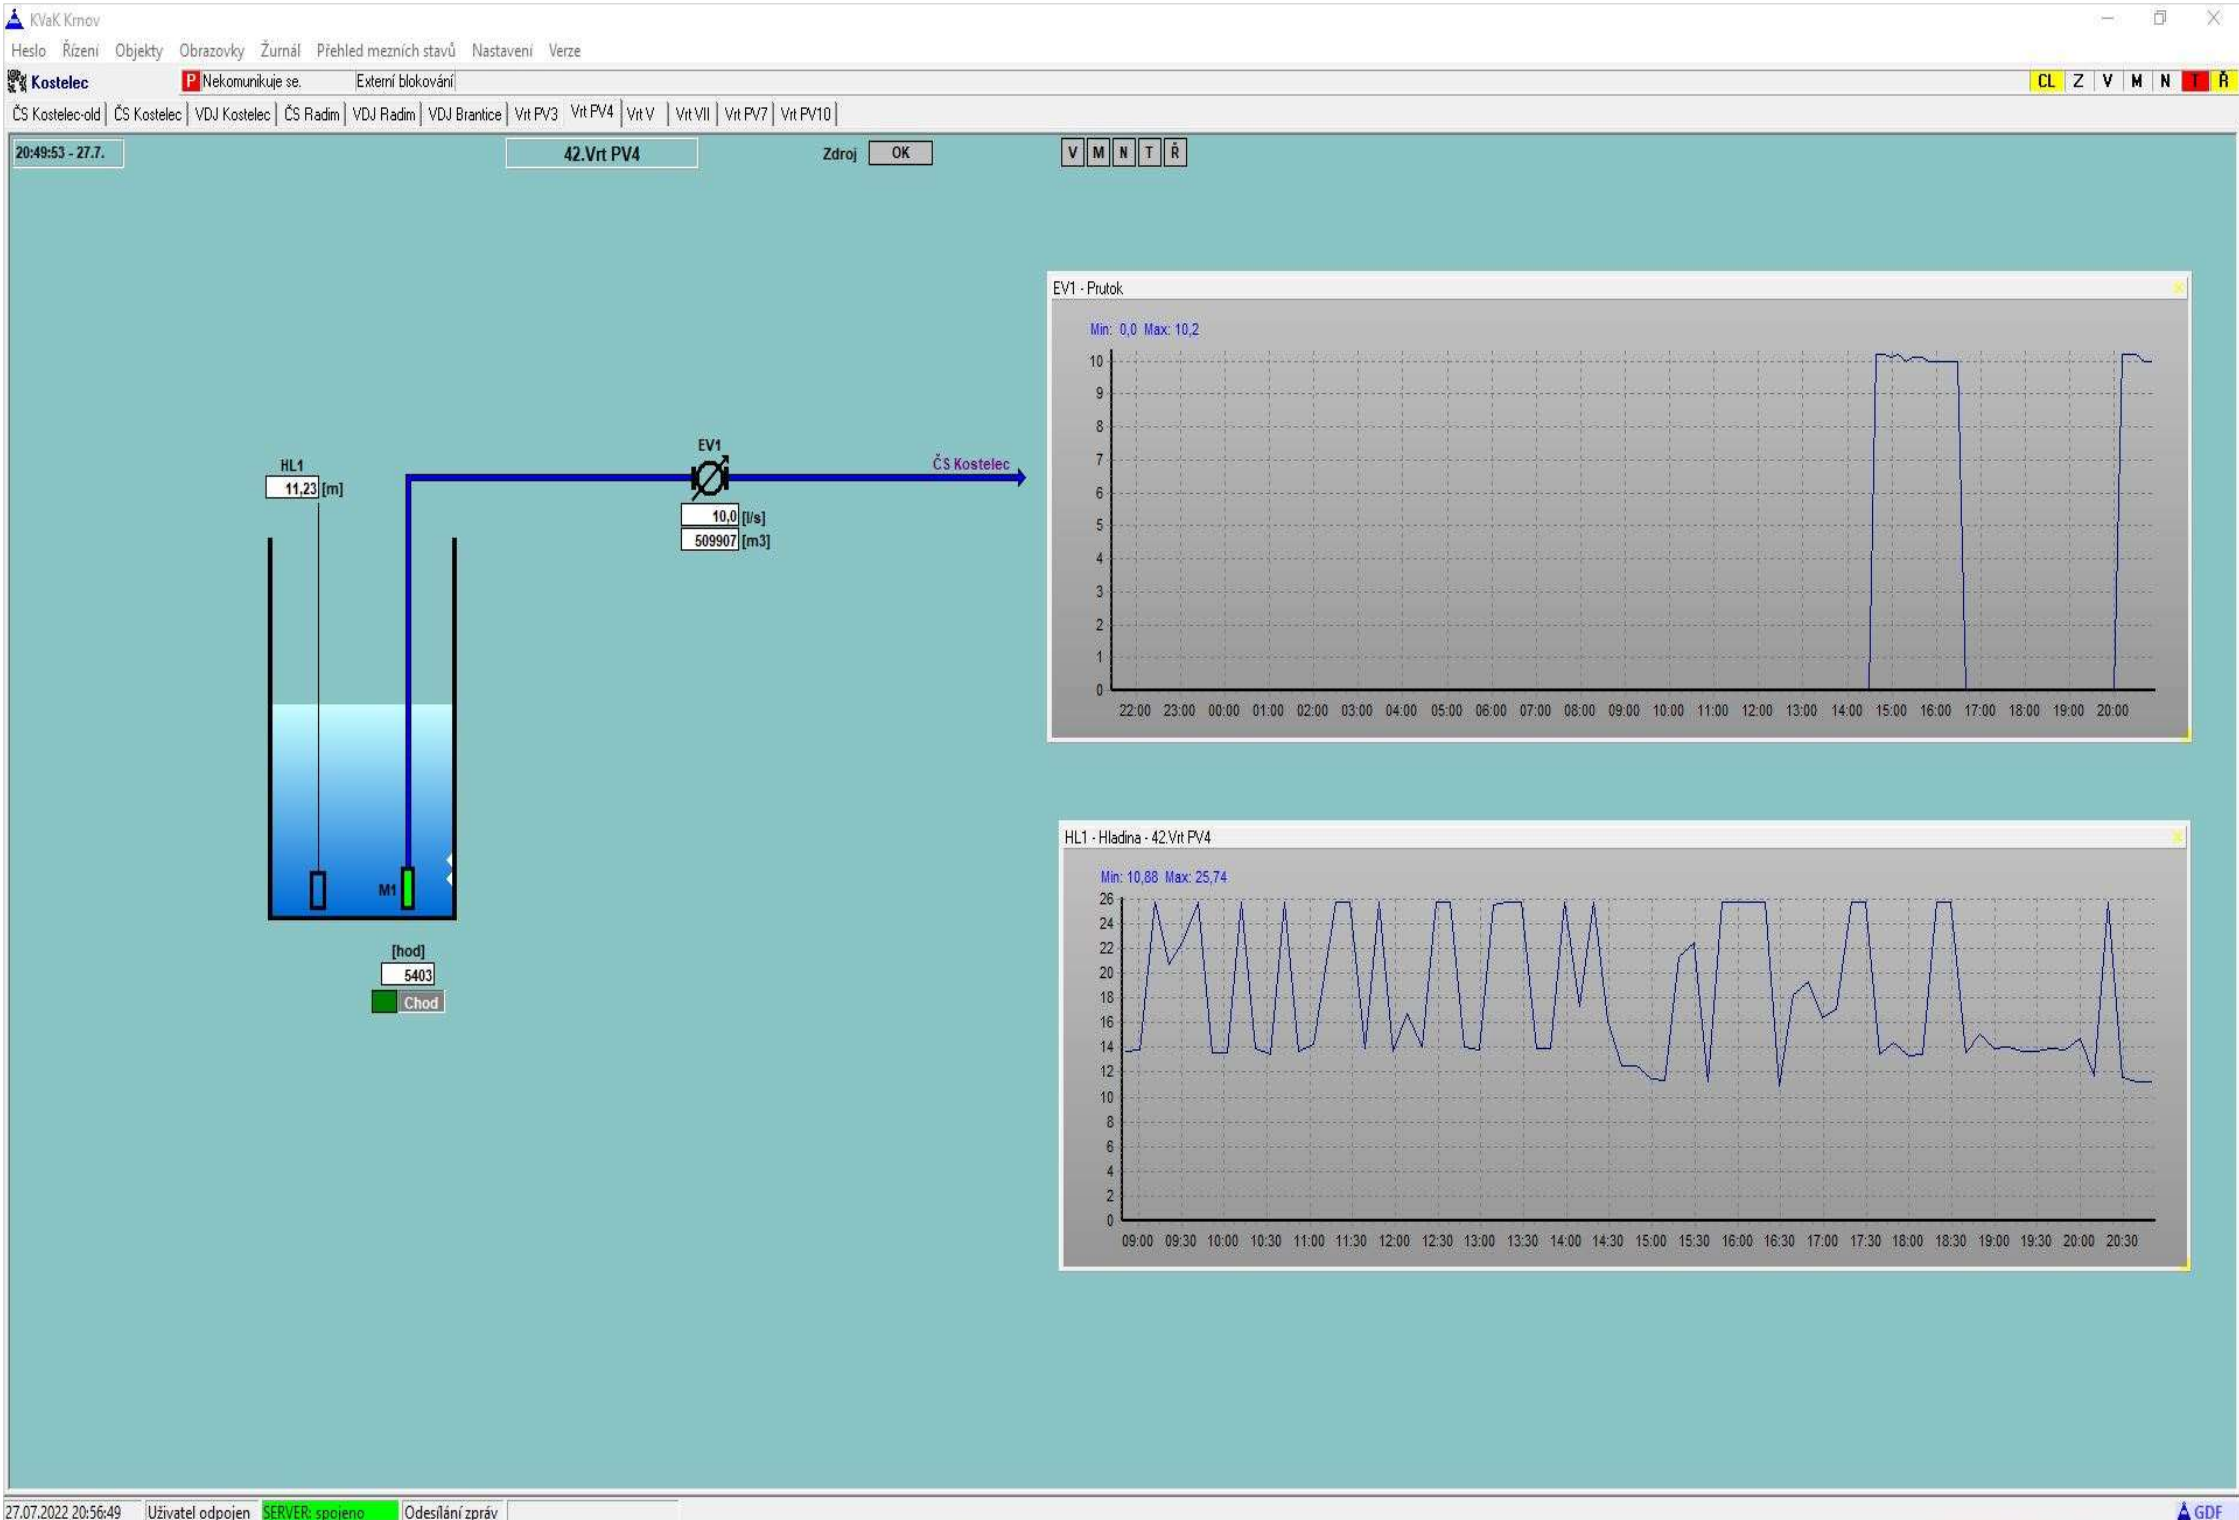 KVaK Krnov
Heslo Řízení Objekty Obrazovky Žurnál Přehled mezních stavů Nastavení Verze
Kostelec P Nekomunikuje se. Externí blokování CL Z V M N T Ř
ČS Kostelec-old ČS Kostelec VDJ Kostelec ČS Radim VDJ Radim VDJ Brantice Vrt PV3 Vrt PV4 Vrt V Vrt VII Vrt PV7 Vrt PV10
20:49:53 - 27.7. 42.Vrt PV4 Zdroj OK V M N T Ř
EV1 - Prutok
Min: 0,0 Max: 10,2
10
9
8
7
6
5
4
3
2
1
0
22:00 23:00 00:00 01:00 02:00 03:00 04:00 05:00 06:00 07:00 08:00 09:00 10:00 11:00 12:00 13:00 14:00 15:00 16:00 17:00 18:00 19:00 20:00
HL1
11,23 [m]
EV1
10,0 [l/s]
509907 [m3]
ČS Kostelec
M1
[hod]
5403
Chod
HL1 - Hladina - 42.Vrt PV4
Min: 10,88 Max: 25,74
26
24
22
20
18
16
14
12
10
8
6
4
2
0
09:00 09:30 10:00 10:30 11:00 11:30 12:00 12:30 13:00 13:30 14:00 14:30 15:00 15:30 16:00 16:30 17:00 17:30 18:00 18:30 19:00 19:30 20:00 20:30
27.07.2022 20:56:49 Uživatel odpojen SERVER: spojeno Odesílání zpráv GDF